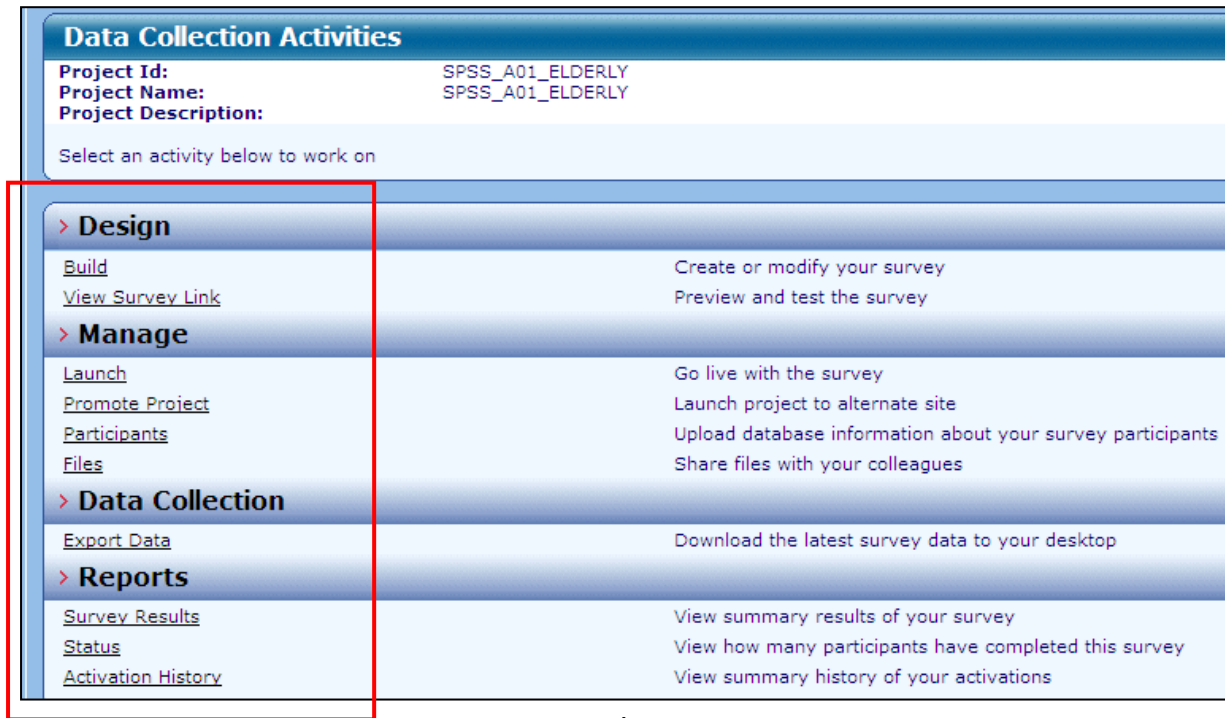 Data Collection Activities
Project Id: SPSS_A01_ELDERLY
Project Name: SPSS_A01_ELDERLY
Project Description:
Select an activity below to work on
> Design
Build Create or modify your survey
View Survey Link Preview and test the survey
> Manage
Launch Go live with the survey
Promote Project Launch project to alternate site
Participants Upload database information about your survey participants
Files Share files with your colleagues
> Data Collection
Export Data Download the latest survey data to your desktop
> Reports
Survey Results View summary results of your survey
Status View how many participants have completed this survey
Activation History View summary history of your activations